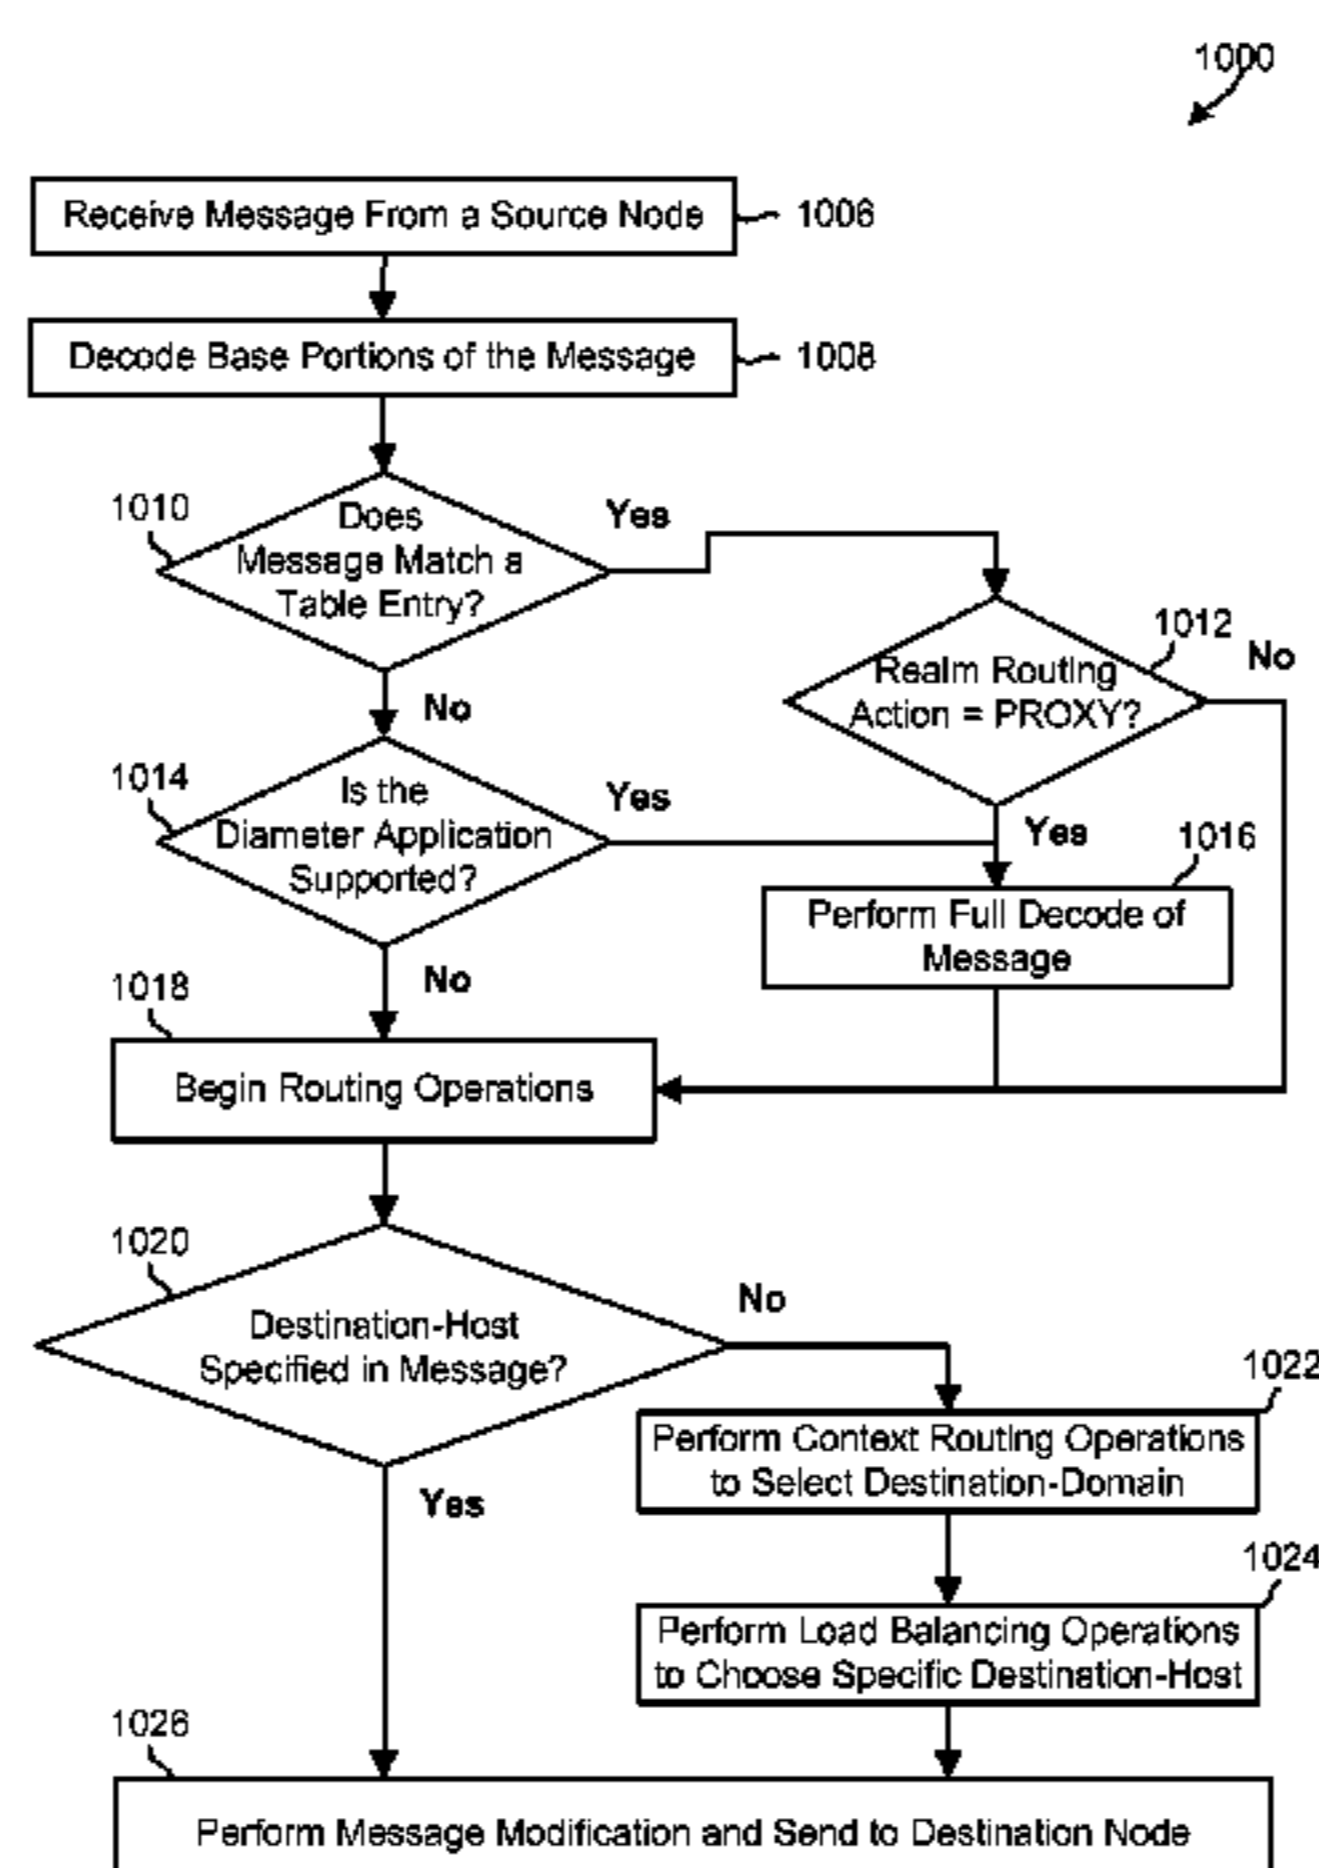 1000
Receive Message From a Source Node
1006
Decode Base Portions of the Message
1008
1010
Does
Message Match a
Table Entry?
Yes
No
1012
Realm Routing
Action = PROXY?
No
Yes
1014
Is the
Diameter Application
Supported?
Yes
No
1016
Perform Full Decode of
Message
1018
Begin Routing Operations
1020
Destination-Host
Specified in Message?
No
Yes
1022
Perform Context Routing Operations
to Select Destination-Domain
1024
Perform Load Balancing Operations
to Choose Specific Destination-Host
1026
Perform Message Modification and Send to Destination Node